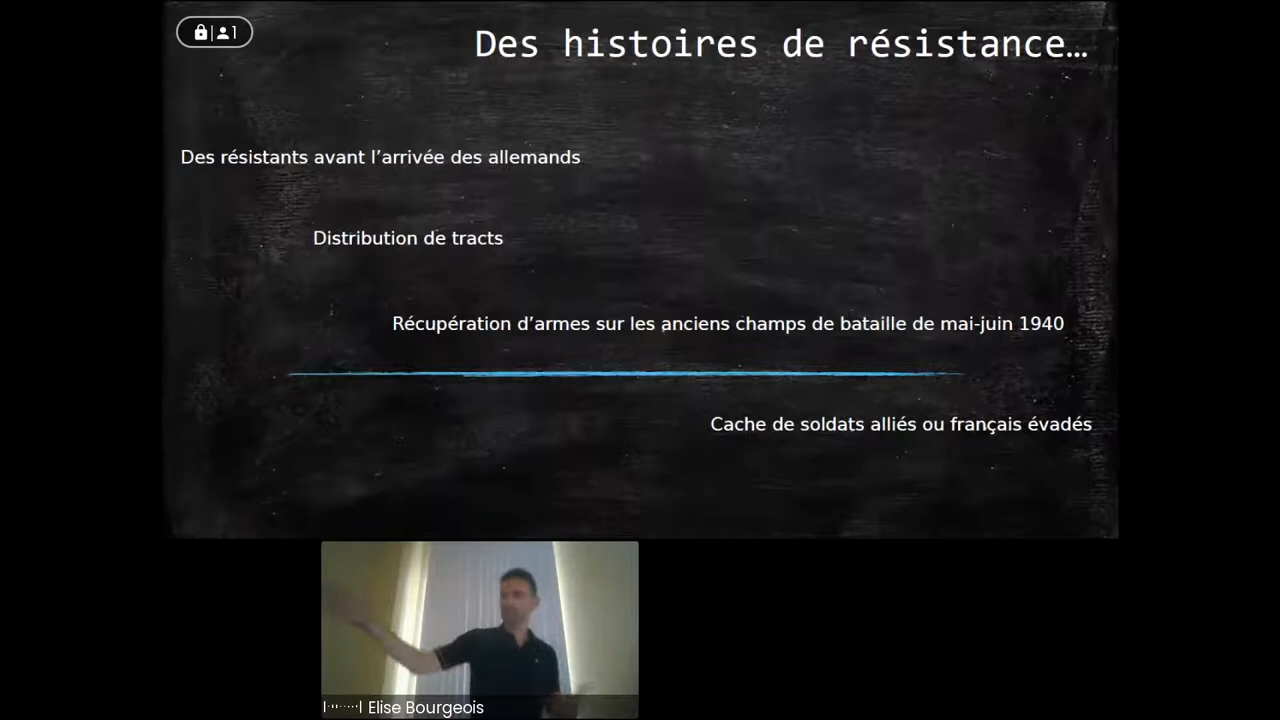 1
Des histoires de résistance…
Des résistants avant l’arrivée des allemands
Distribution de tracts
Récupération d’armes sur les anciens champs de bataille de mai-juin 1940
Cache de soldats alliés ou français évadés
Elise Bourgeois